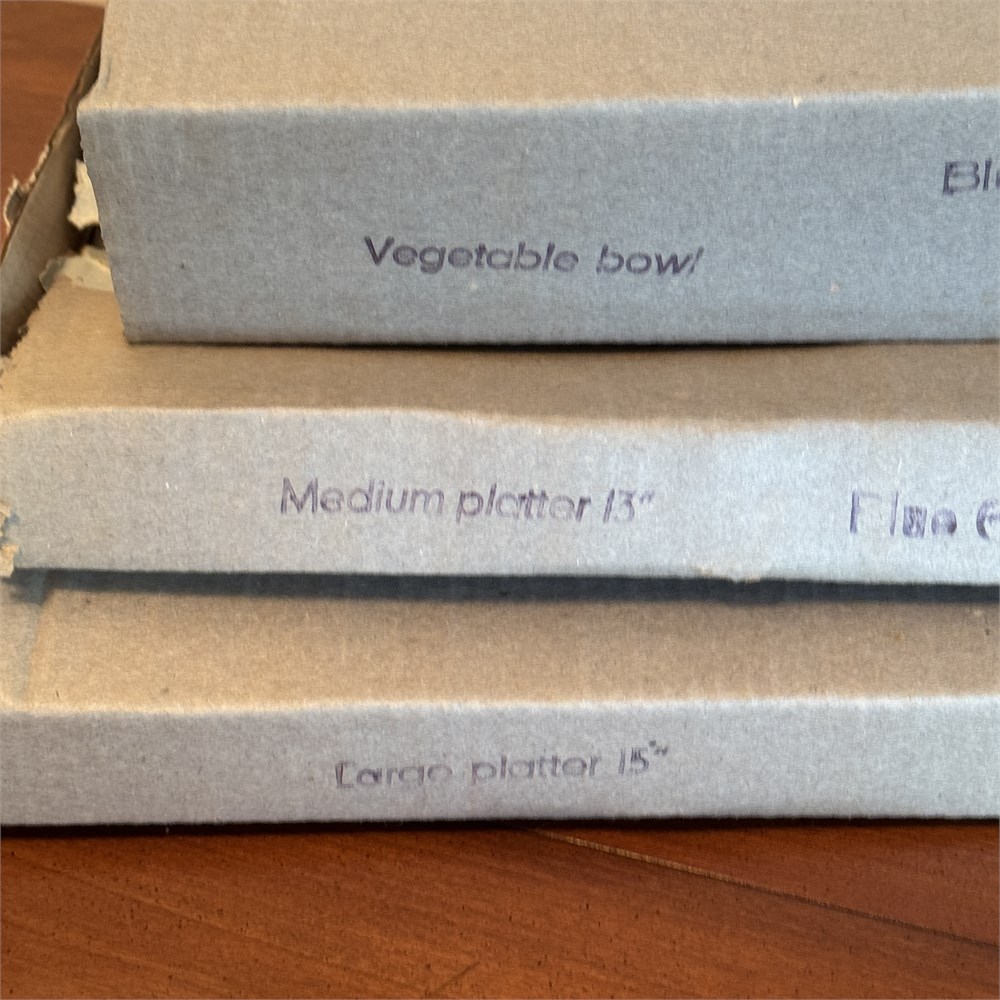 Vegetable bowl
Medium platter 13"
Large platter 15"